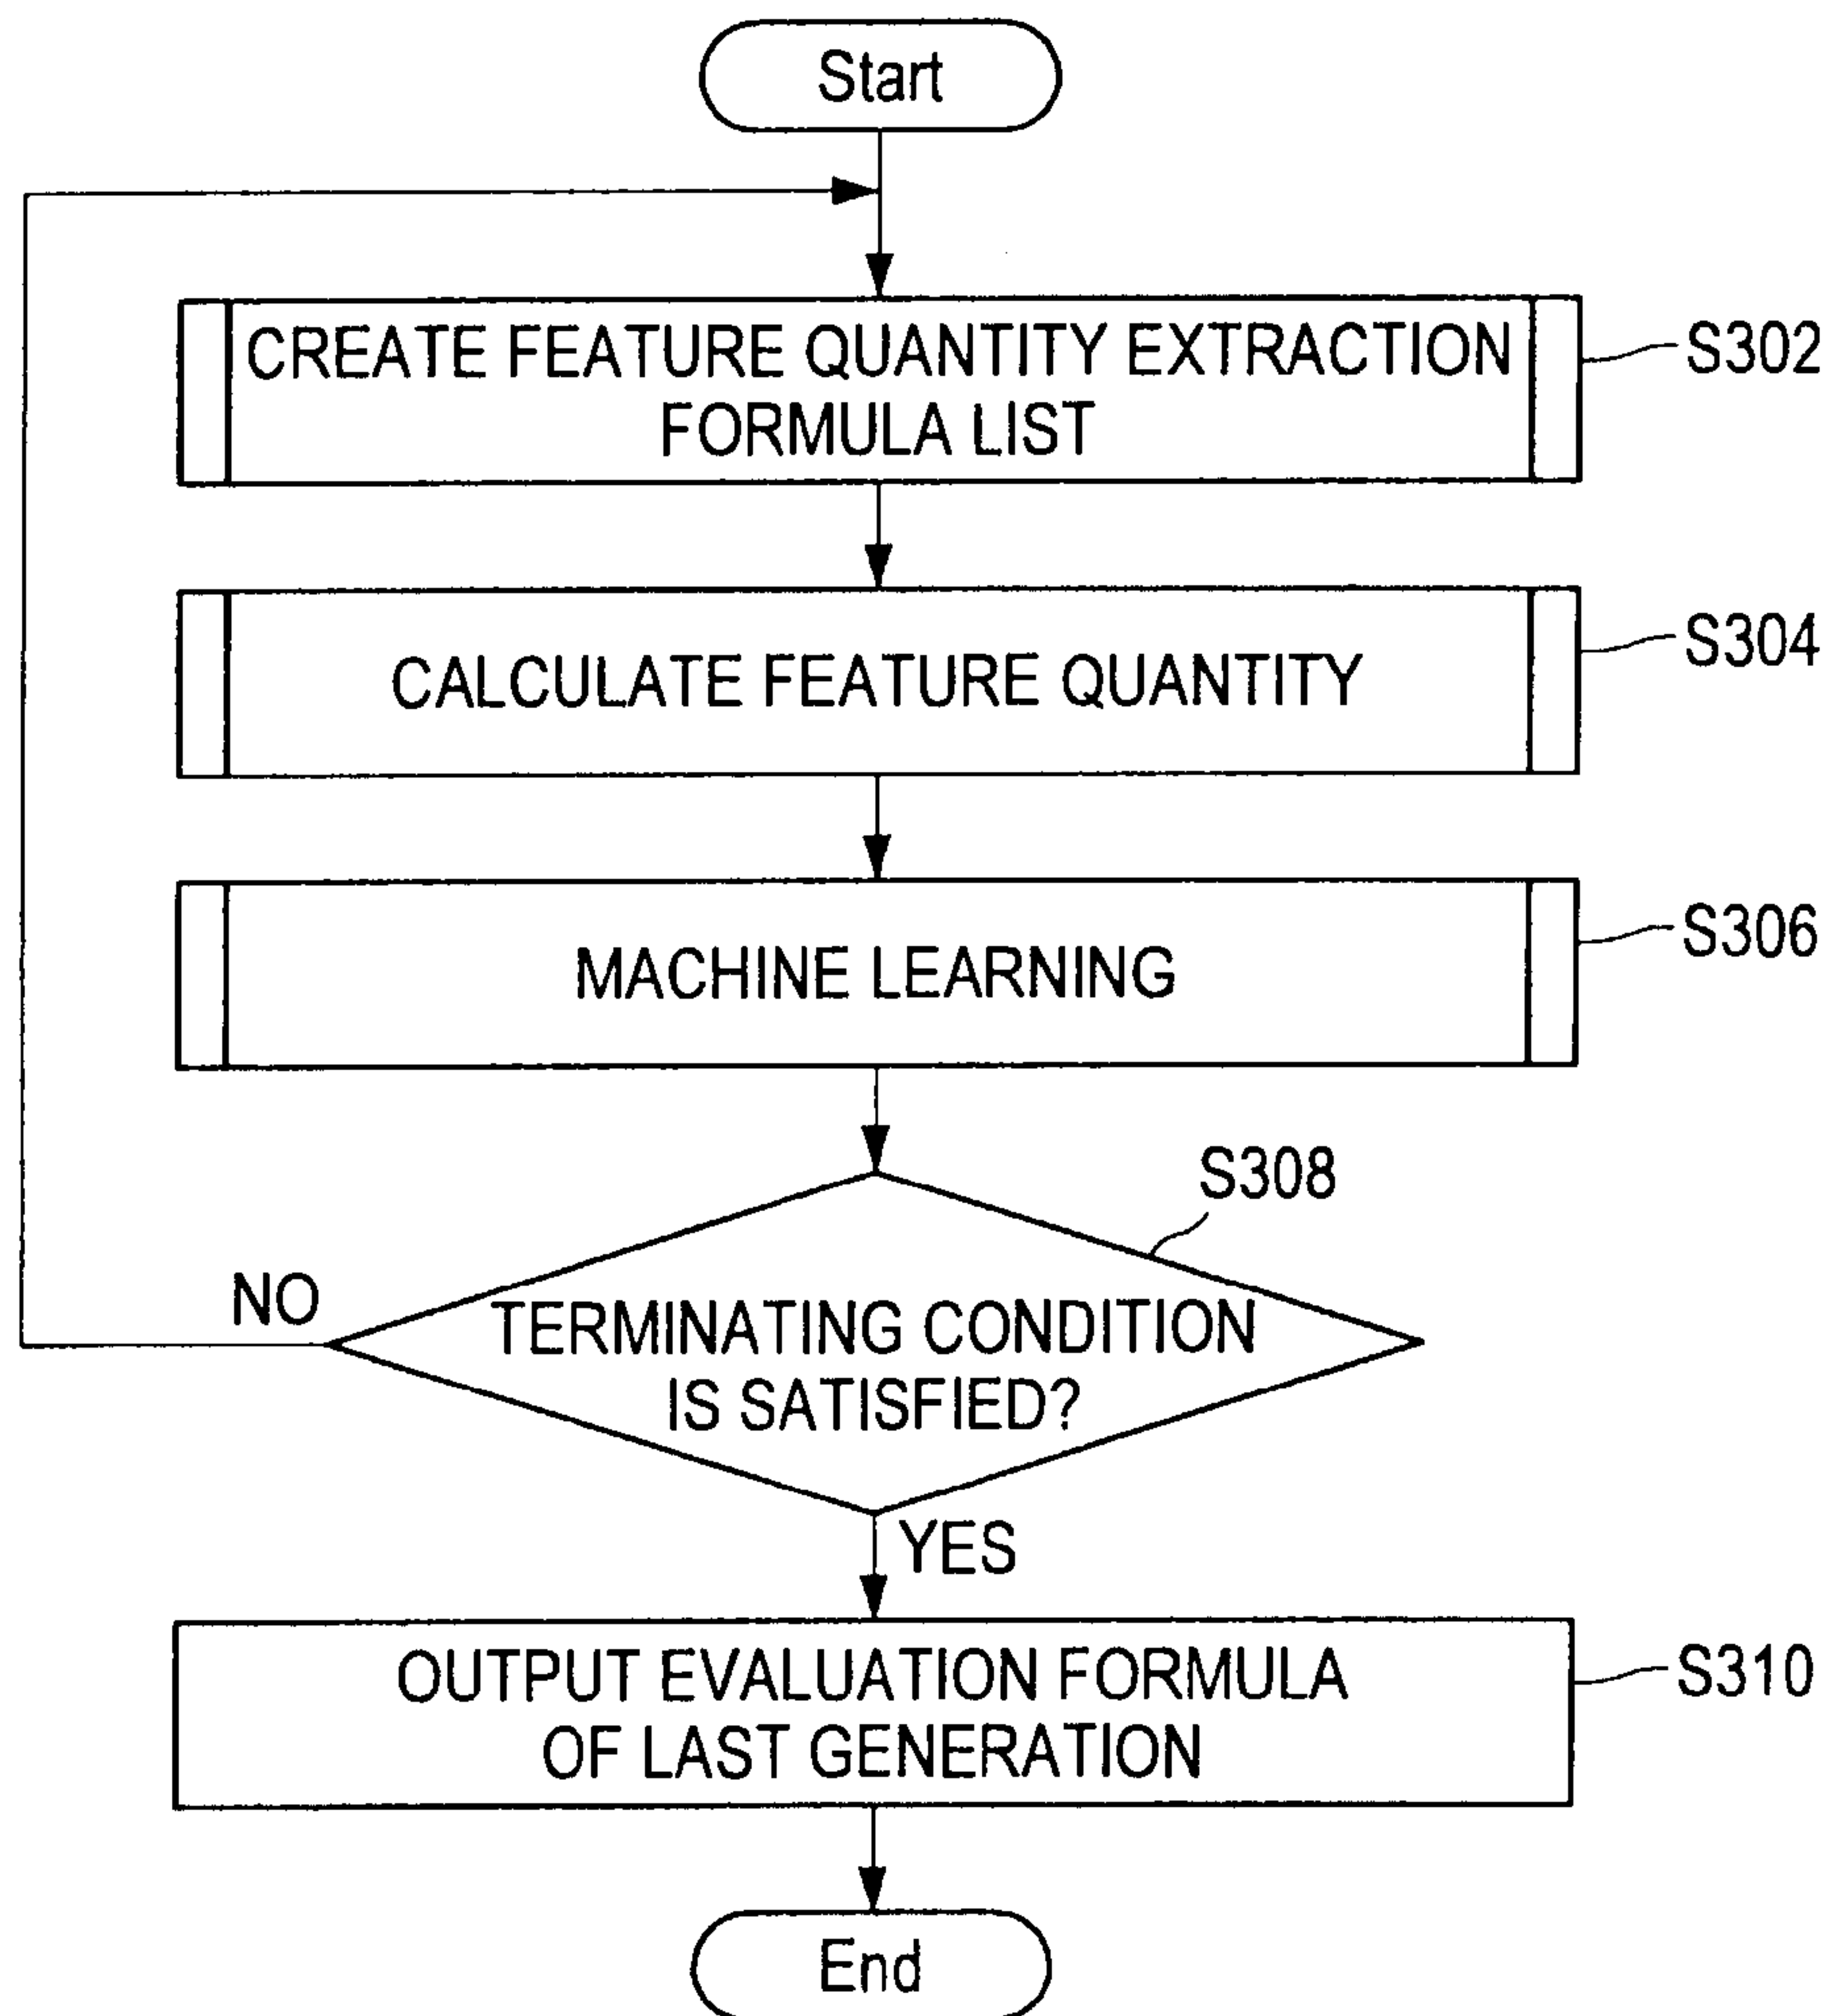 Start
CREATE FEATURE QUANTITY EXTRACTION
FORMULA LIST
S302
CALCULATE FEATURE QUANTITY
S304
MACHINE LEARNING
S306
S308
NO
TERMINATING CONDITION
IS SATISFIED?
YES
OUTPUT EVALUATION FORMULA
OF LAST GENERATION
S310
End